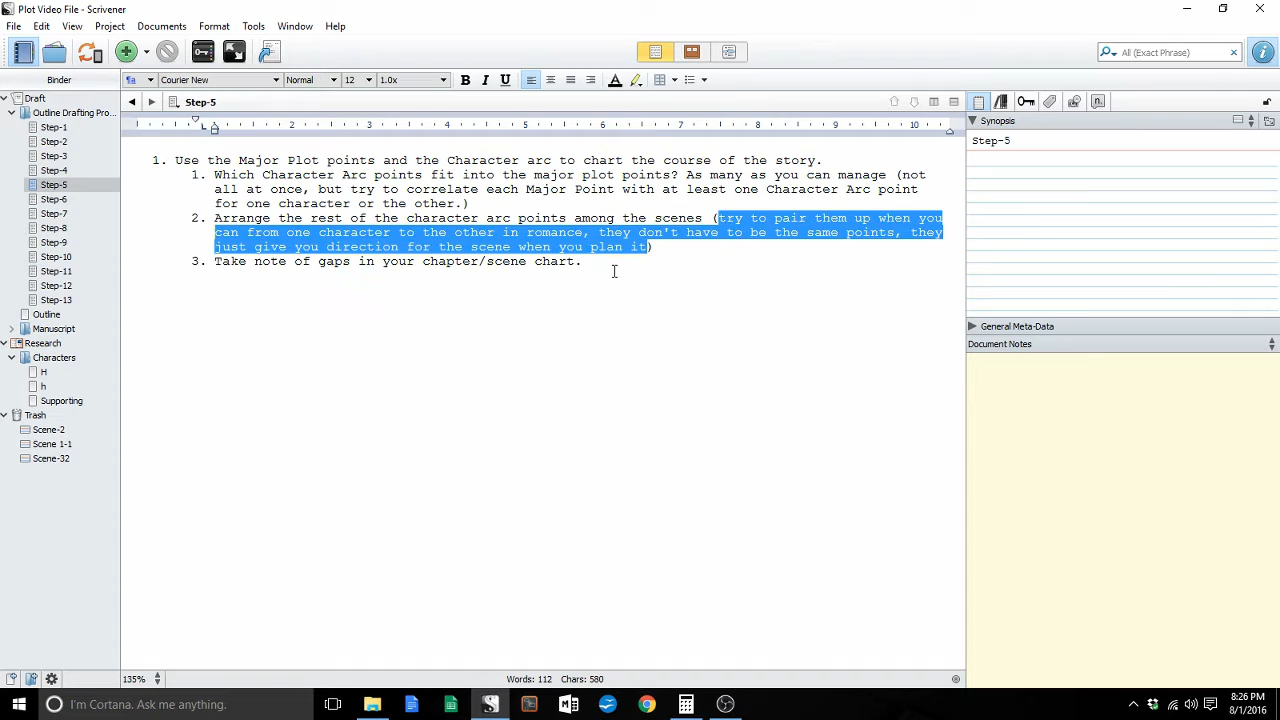 Plot Video File - Scrivener
File Edit View Project Documents Format Tools Window Help
All (Exact Phrase)
Binder
Courier New Normal 12 1.0x B I U
Draft
Outline Drafting Pro...
Step-1
Step-2
Step-3
Step-4
Step-5
Step-6
Step-7
Step-8
Step-9
Step-10
Step-11
Step-12
Step-13
Outline
Manuscript
Research
Characters
H
h
Supporting
Trash
Scene-2
Scene 1-1
Scene-32
Step-5
2 3 4 5 6 7 8 9 10
1. Use the Major Plot points and the Character arc to chart the course of the story.
1. Which Character Arc points fit into the major plot points? As many as you can manage (not
all at once, but try to correlate each Major Point with at least one Character Arc point
for one character or the other.)
2. Arrange the rest of the character arc points among the scenes (try to pair them up when you
can from one character to the other in romance, they don't have to be the same points, they
just give you direction for the scene when you plan it)
3. Take note of gaps in your chapter/scene chart.
Synopsis
Step-5
General Meta-Data
Document Notes
135%
Words: 112 Chars: 580
I'm Cortana. Ask me anything.
8:26 PM
8/1/2016